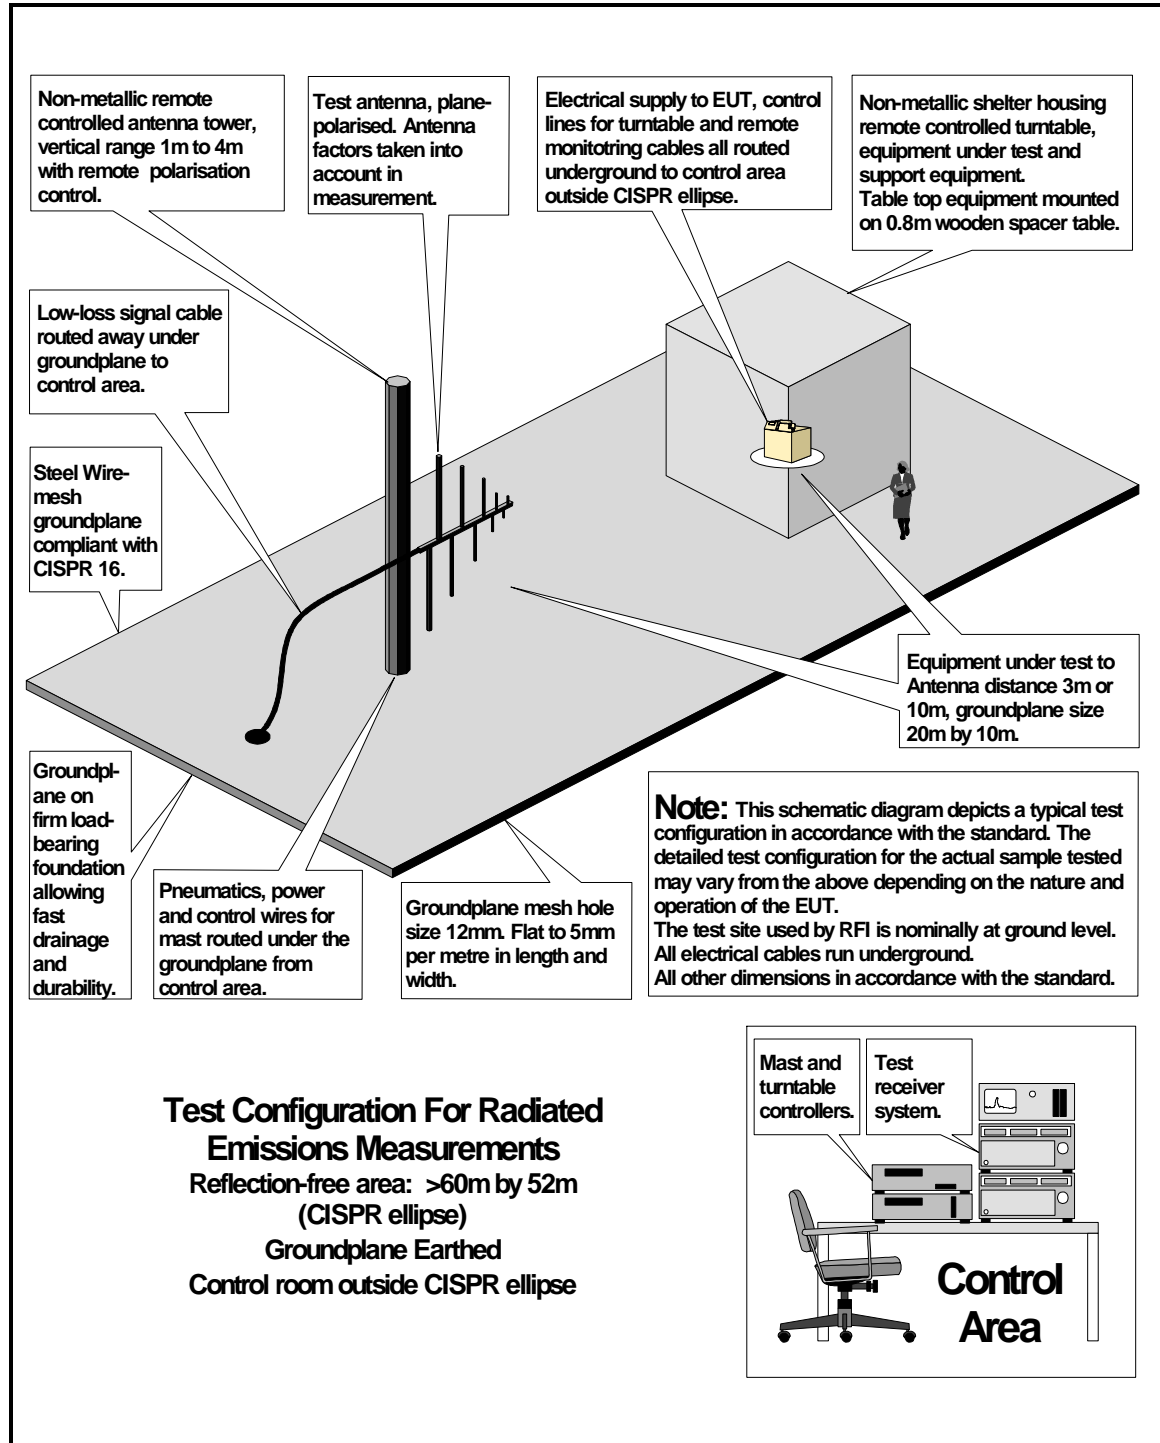 Non-metallic remote
controlled antenna tower,
vertical range 1m to 4m
with remote polarisation
control.
Test antenna, plane-
polarised. Antenna
factors taken into
account in
measurement.
Electrical supply to EUT, control
lines for turntable and remote
monitotring cables all routed
underground to control area
outside CISPR ellipse.
Non-metallic shelter housing
remote controlled turntable,
equipment under test and
support equipment.
Table top equipment mounted
on 0.8m wooden spacer table.
Low-loss signal cable
routed away under
groundplane to
control area.
Steel Wire-
mesh
groundplane
compliant with
CISPR 16.
Equipment under test to
Antenna distance 3m or
10m, groundplane size
20m by 10m.
Groundpl-
ane on
firm load-
bearing
foundation
allowing
fast
drainage
and
durability.
Pneumatics, power
and control wires for
mast routed under the
groundplane from
control area.
Groundplane mesh hole
size 12mm. Flat to 5mm
per metre in length and
width.
Note: This schematic diagram depicts a typical test
configuration in accordance with the standard. The
detailed test configuration for the actual sample tested
may vary from the above depending on the nature and
operation of the EUT.
The test site used by RFI is nominally at ground level.
All electrical cables run underground.
All other dimensions in accordance with the standard.
Test Configuration For Radiated
Emissions Measurements
Reflection-free area: >60m by 52m
(CISPR ellipse)
Groundplane Earthed
Control room outside CISPR ellipse
Mast and
turntable
controllers.
Test
receiver
system.
Control
Area